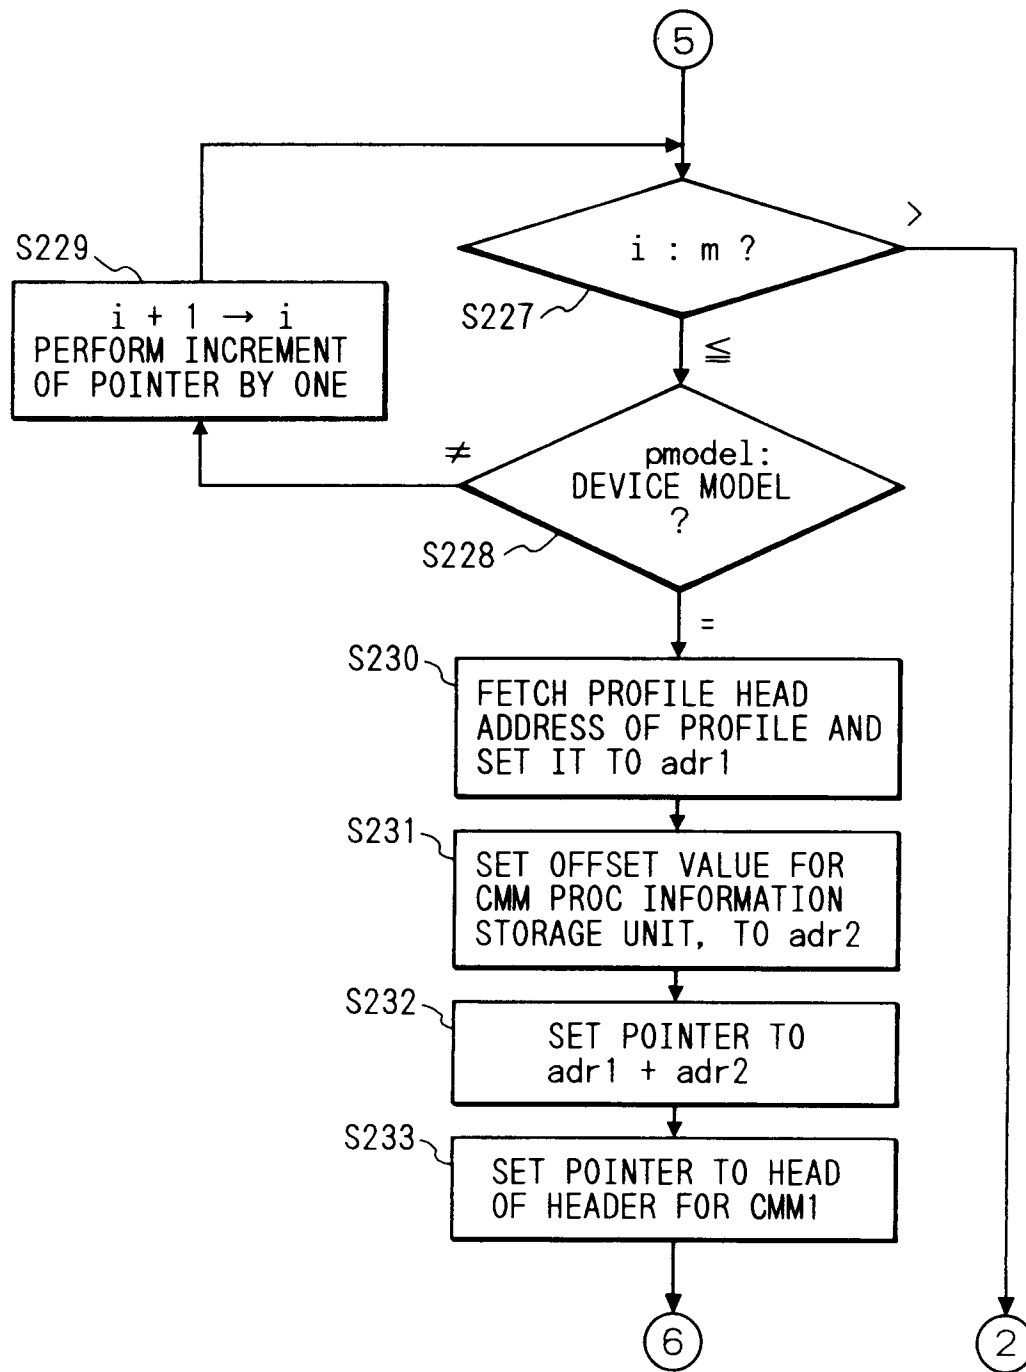 5
i : m ?
>
S227
≦
S229
i + 1 → i
PERFORM INCREMENT
OF POINTER BY ONE
≠
pmodel:
DEVICE MODEL
?
S228
=
S230
FETCH PROFILE HEAD
ADDRESS OF PROFILE AND
SET IT TO adr1
S231
SET OFFSET VALUE FOR
CMM PROC INFORMATION
STORAGE UNIT, TO adr2
S232
SET POINTER TO
adr1 + adr2
S233
SET POINTER TO HEAD
OF HEADER FOR CMM1
6
2